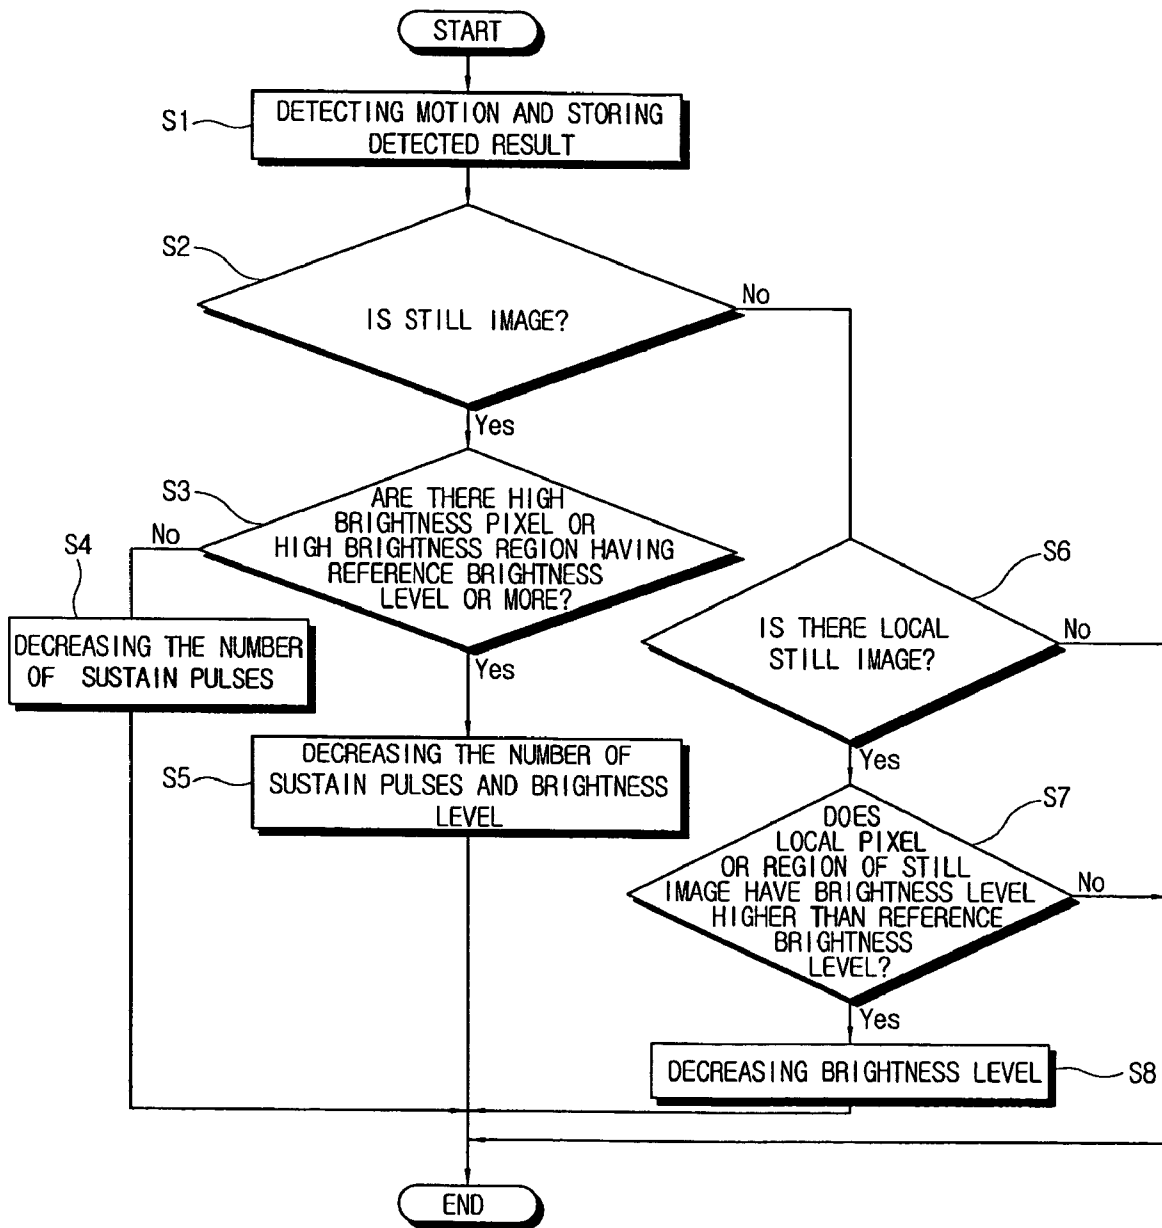 START
S1
DETECTING MOTION AND STORING
DETECTED RESULT
S2
IS STILL IMAGE?
No
Yes
S3
ARE THERE HIGH
BRIGHTNESS PIXEL OR
HIGH BRIGHTNESS REGION HAVING
REFERENCE BRIGHTNESS
LEVEL OR MORE?
No
Yes
S4
DECREASING THE NUMBER
OF SUSTAIN PULSES
S5
DECREASING THE NUMBER OF
SUSTAIN PULSES AND BRIGHTNESS
LEVEL
S6
IS THERE LOCAL
STILL IMAGE?
No
Yes
S7
DOES
LOCAL PIXEL
OR REGION OF STILL
IMAGE HAVE BRIGHTNESS LEVEL
HIGHER THAN REFERENCE
BRIGHTNESS
LEVEL?
No
Yes
DECREASING BRIGHTNESS LEVEL
S8
END